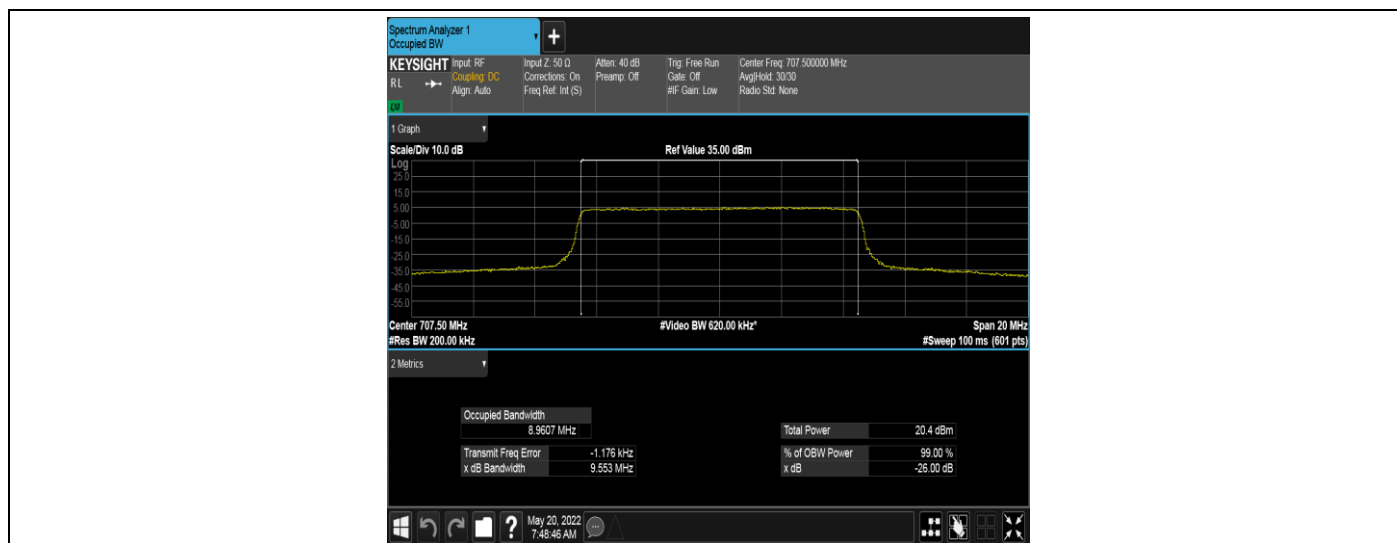 Spectrum Analyzer 1
Occupied BW
+
KEYSIGHT
RL
LXI
Input: RF
Coupling: DC
Align: Auto
Input Z: 50 Ω
Corrections: On
Freq Ref: Int (S)
Atten: 40 dB
Preamp: Off
Trig: Free Run
Gate: Off
#IF Gain: Low
Center Freq: 707.500000 MHz
Avg|Hold: 30/30
Radio Std: None
1 Graph
Scale/Div 10.0 dB
Ref Value 35.00 dBm
Log
25.0
15.0
5.00
-5.00
-15.0
-25.0
-35.0
-45.0
-55.0
Center 707.50 MHz
#Video BW 620.00 kHz*
Span 20 MHz
#Res BW 200.00 kHz
#Sweep 100 ms (601 pts)
2 Metrics
Occupied Bandwidth
8.9607 MHz
Total Power 20.4 dBm
Transmit Freq Error -1.176 kHz
% of OBW Power 99.00 %
x dB Bandwidth 9.553 MHz
x dB -26.00 dB
?
May 20, 2022
7:48:46 AM